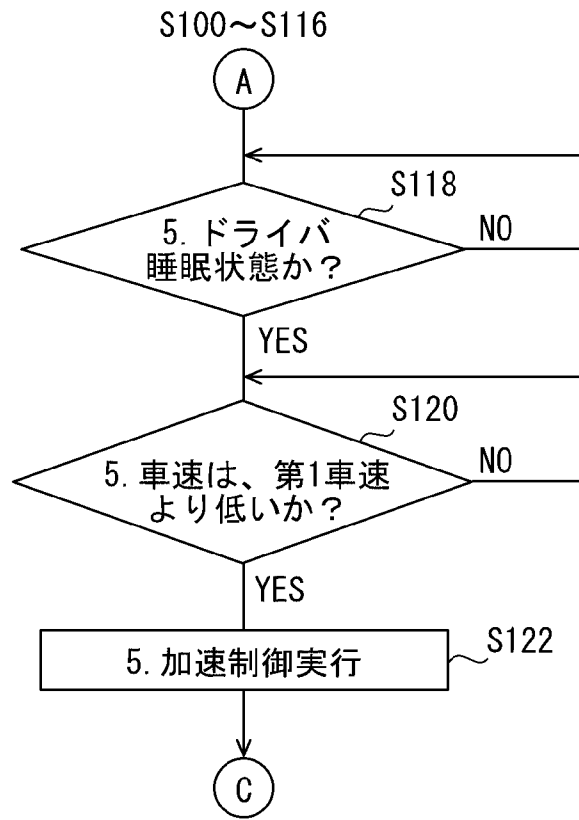 S100～S116
A
S118
5. ドライバ
睡眠状態か？
NO
YES
S120
5. 車速は、第1車速
より低いか？
NO
YES
S122
5. 加速制御実行
C